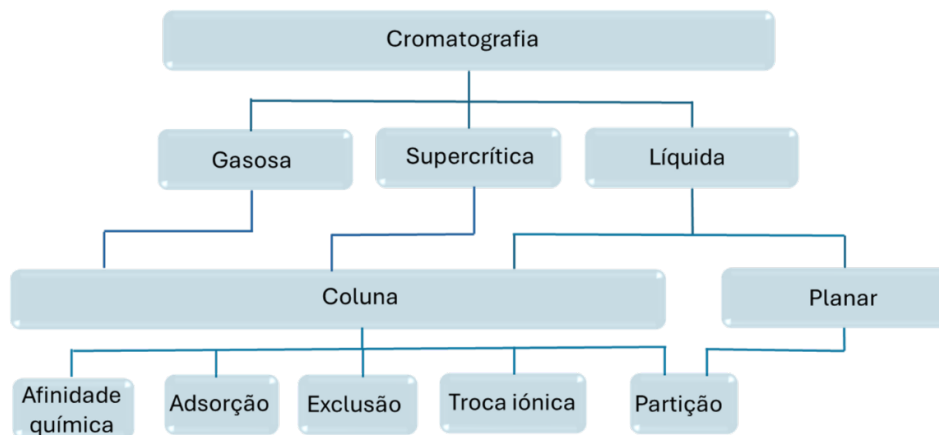 Cromatografia
Gasosa
Supercrítica
Líquida
Coluna
Planar
Afinidade
química
Adsorção
Exclusão
Troca iónica
Partição